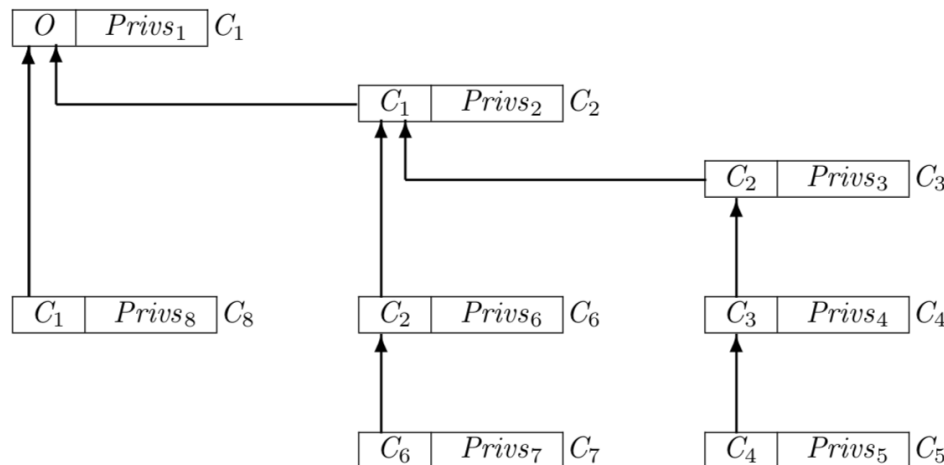 O Privs₁ C₁
C₁ Privs₂ C₂
C₂ Privs₃ C₃
C₁ Privs₈ C₈
C₂ Privs₆ C₆
C₃ Privs₄ C₄
C₆ Privs₇ C₇
C₄ Privs₅ C₅